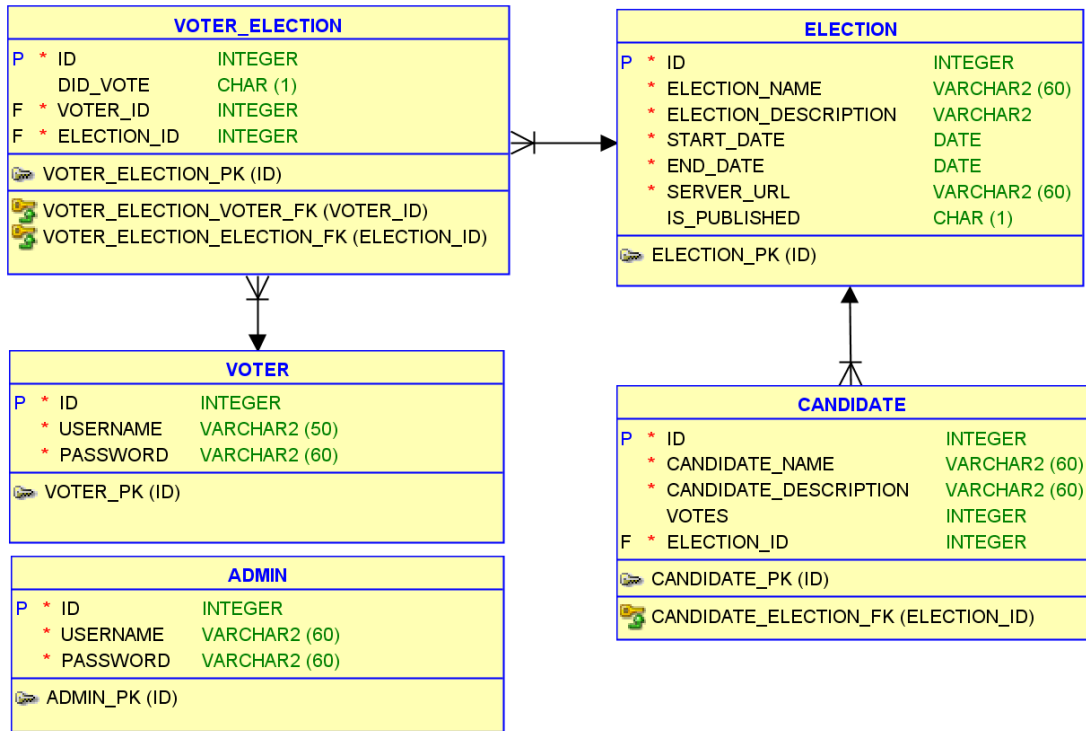 VOTER_ELECTION
P * ID INTEGER
DID_VOTE CHAR (1)
F * VOTER_ID INTEGER
F * ELECTION_ID INTEGER
VOTER_ELECTION_PK (ID)
VOTER_ELECTION_VOTER_FK (VOTER_ID)
VOTER_ELECTION_ELECTION_FK (ELECTION_ID)
ELECTION
P * ID INTEGER
* ELECTION_NAME VARCHAR2 (60)
* ELECTION_DESCRIPTION VARCHAR2
* START_DATE DATE
* END_DATE DATE
* SERVER_URL VARCHAR2 (60)
IS_PUBLISHED CHAR (1)
ELECTION_PK (ID)
VOTER
P * ID INTEGER
* USERNAME VARCHAR2 (50)
* PASSWORD VARCHAR2 (60)
VOTER_PK (ID)
CANDIDATE
P * ID INTEGER
* CANDIDATE_NAME VARCHAR2 (60)
* CANDIDATE_DESCRIPTION VARCHAR2 (60)
VOTES INTEGER
F * ELECTION_ID INTEGER
CANDIDATE_PK (ID)
CANDIDATE_ELECTION_FK (ELECTION_ID)
ADMIN
P * ID INTEGER
* USERNAME VARCHAR2 (60)
* PASSWORD VARCHAR2 (60)
ADMIN_PK (ID)